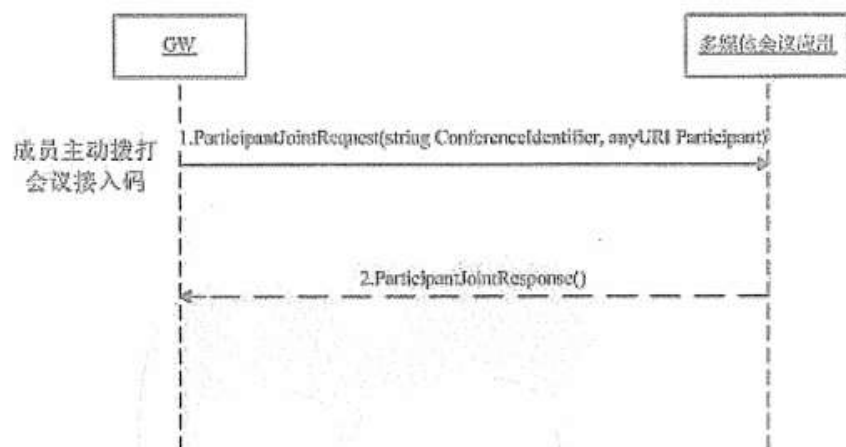 GW
多媒体会议应用
成员主动拨打
会议接入码
1.ParticipantJointRequest(string ConferenceIdentifier, anyURI Participant)
2.ParticipantJointResponse()